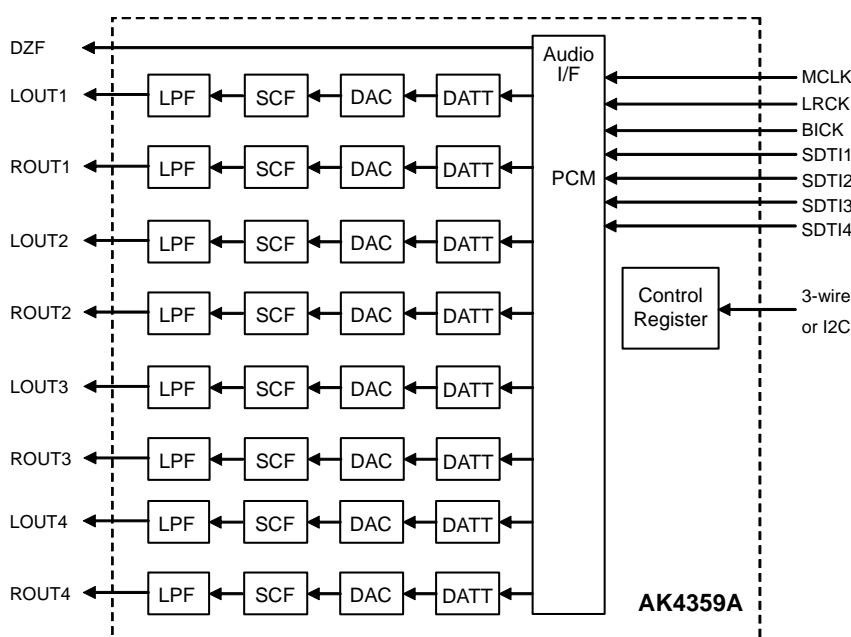 DZF
Audio
I/F
MCLK
LOUT1
LPF
SCF
DAC
DATT
LRCK
BICK
SDTI1
ROUT1
LPF
SCF
DAC
DATT
PCM
SDTI2
SDTI3
SDTI4
LOUT2
LPF
SCF
DAC
DATT
ROUT2
LPF
SCF
DAC
DATT
Control
Register
3-wire
or I2C
LOUT3
LPF
SCF
DAC
DATT
ROUT3
LPF
SCF
DAC
DATT
LOUT4
LPF
SCF
DAC
DATT
ROUT4
LPF
SCF
DAC
DATT
AK4359A